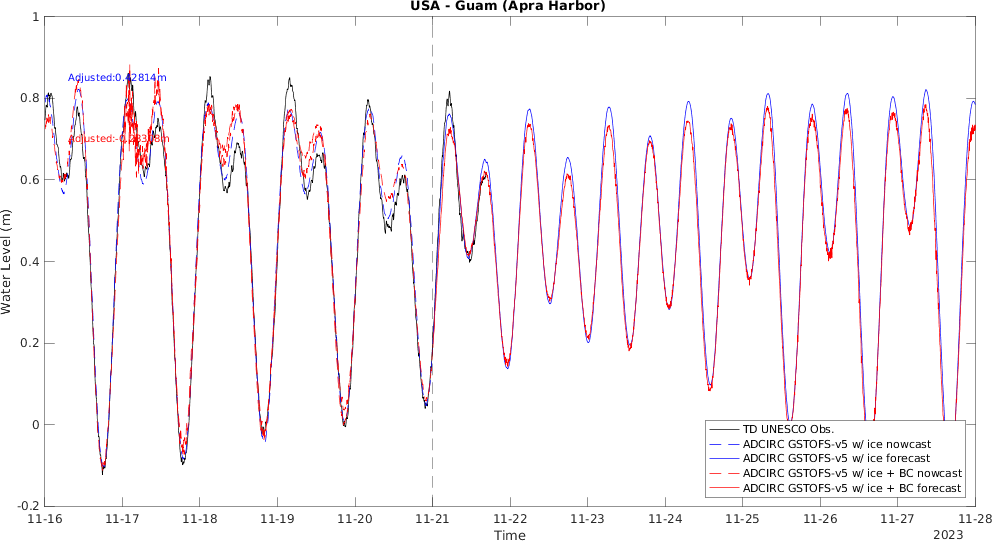 USA - Guam (Apra Harbor)
1
0.8
0.6
0.4
0.2
0
-0.2
Water Level (m)
Adjusted:0.42814m
TD UNESCO Obs.
ADCIRC GSTOFS-v5 w/ ice nowcast
ADCIRC GSTOFS-v5 w/ ice forecast
ADCIRC GSTOFS-v5 w/ ice + BC nowcast
ADCIRC GSTOFS-v5 w/ ice + BC forecast
11-16 11-17 11-18 11-19 11-20 11-21 11-22 11-23 11-24 11-25 11-26 11-27 11-28
Time
2023